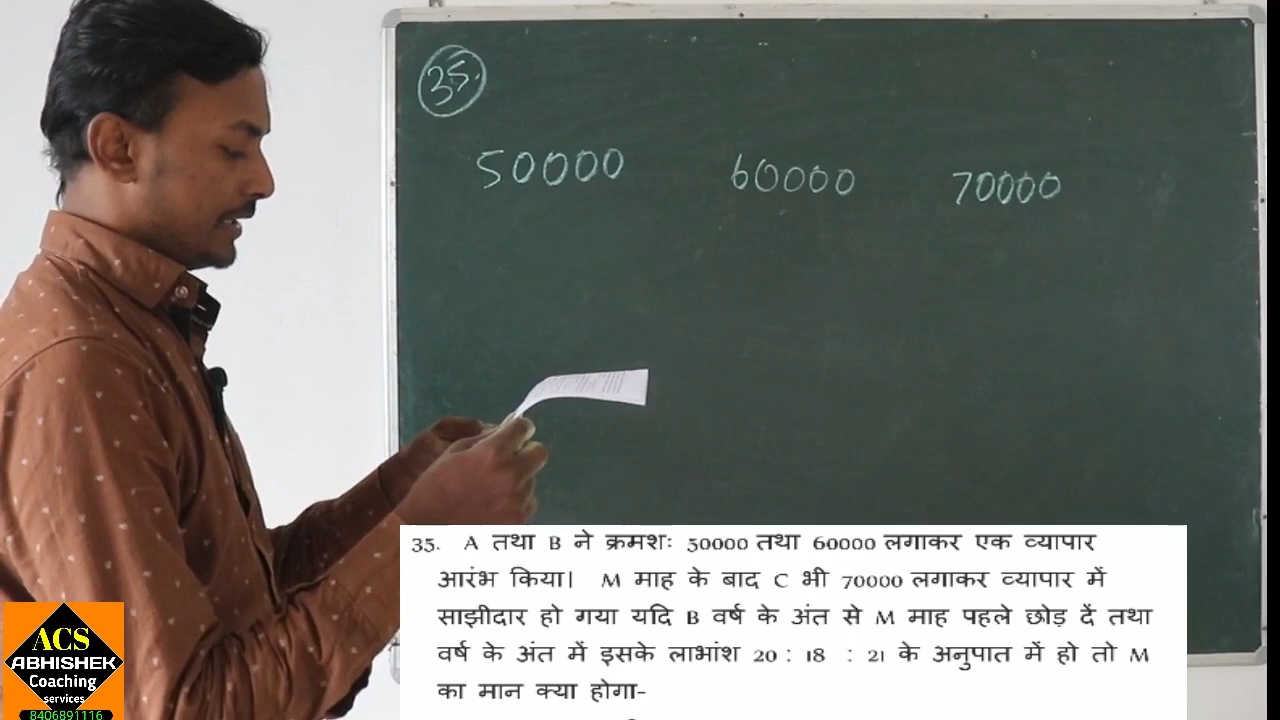 35.
50000 60000 70000
35. A तथा B ने क्रमशः 50000 तथा 60000 लगाकर एक व्यापार
आरंभ किया। M माह के बाद C भी 70000 लगाकर व्यापार में
साझीदार हो गया यदि B वर्ष के अंत से M माह पहले छोड़ दें तथा
वर्ष के अंत में इसके लाभांश 20 : 18 : 21 के अनुपात में हो तो M
का मान क्या होगा-
ACS
ABHISHEK
Coaching
services
8406891116